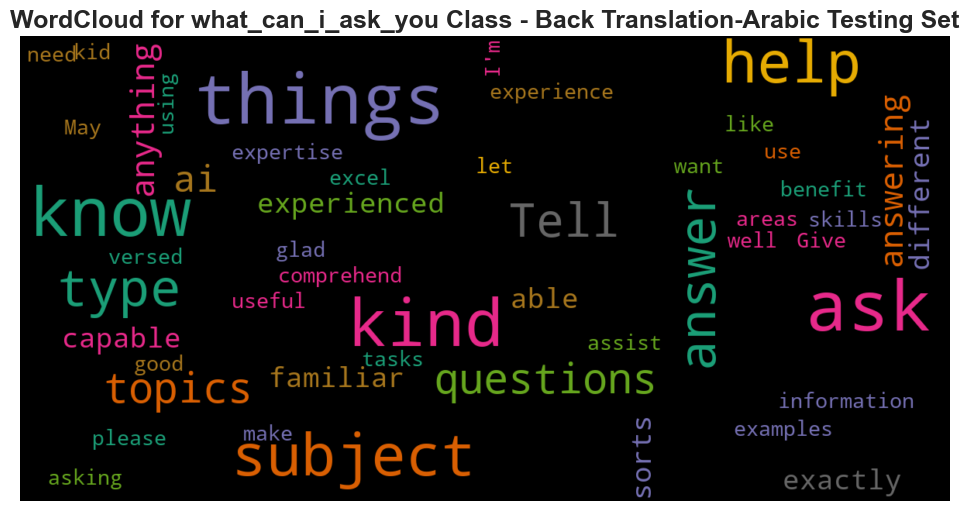 WordCloud for what_can_i_ask_you Class - Back Translation-Arabic Testing Set
need
kid
anything
using
I'm
help
things
experience
May
like
answering
different
expertise
let
use
ai
excel
want
know
experienced
Tell
answer
benefit
areas
skills
versed
glad
well
Give
type
comprehend
useful
able
ask
kind
capable
tasks
assist
good
topics
familiar
questions
information
please
make
subject
sorts
examples
asking
exactly